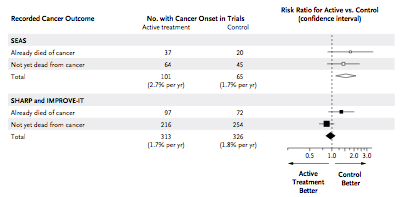 Recorded Cancer Outcome
No. with Cancer Onset in Trials
Risk Ratio for Active vs. Control
(confidence interval)
Active treatment Control
SEAS
Already died of cancer 37 20
Not yet dead from cancer 64 45
Total 101 65
(2.7% per yr) (1.7% per yr)
SHARP and IMPROVE-IT
Already died of cancer 97 72
Not yet dead from cancer 216 254
Total 313 326
(1.7% per yr) (1.8% per yr)
0.5 1.0 2.0 3.0
Active Control
Treatment Better
Better